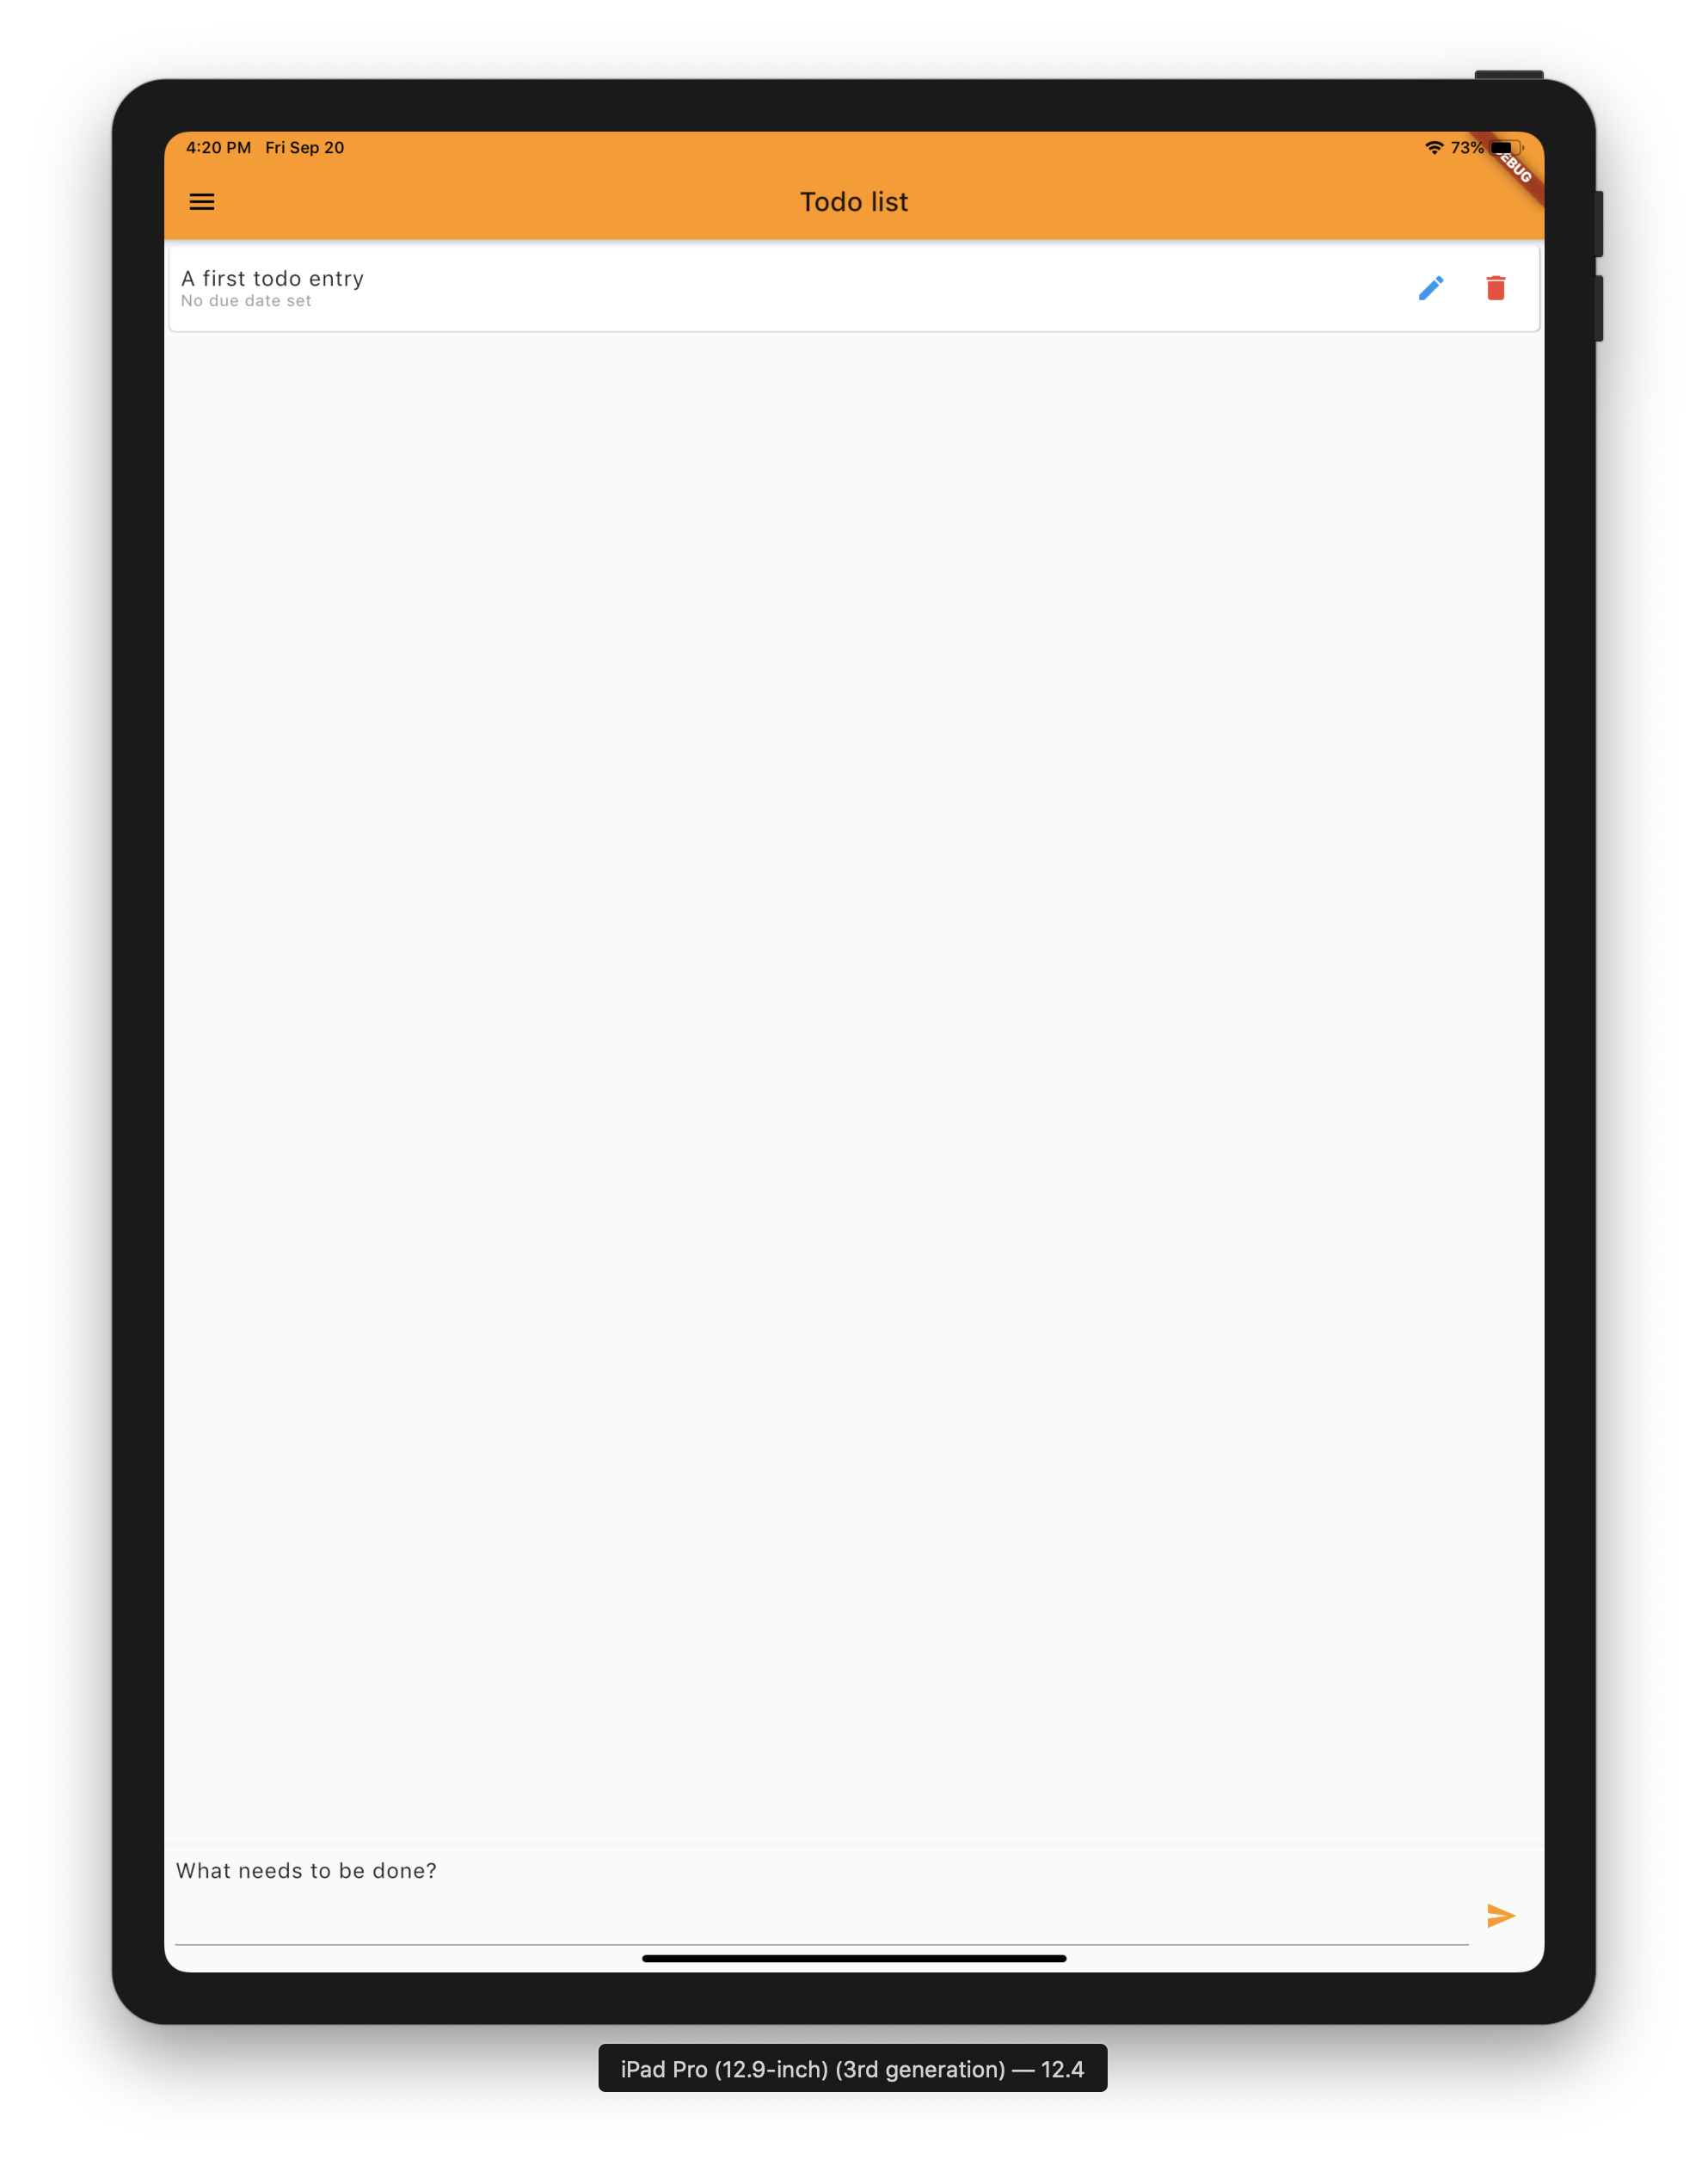 4:20 PM Fri Sep 20
73%
Todo list
A first todo entry
No due date set
What needs to be done?
iPad Pro (12.9-inch) (3rd generation) — 12.4